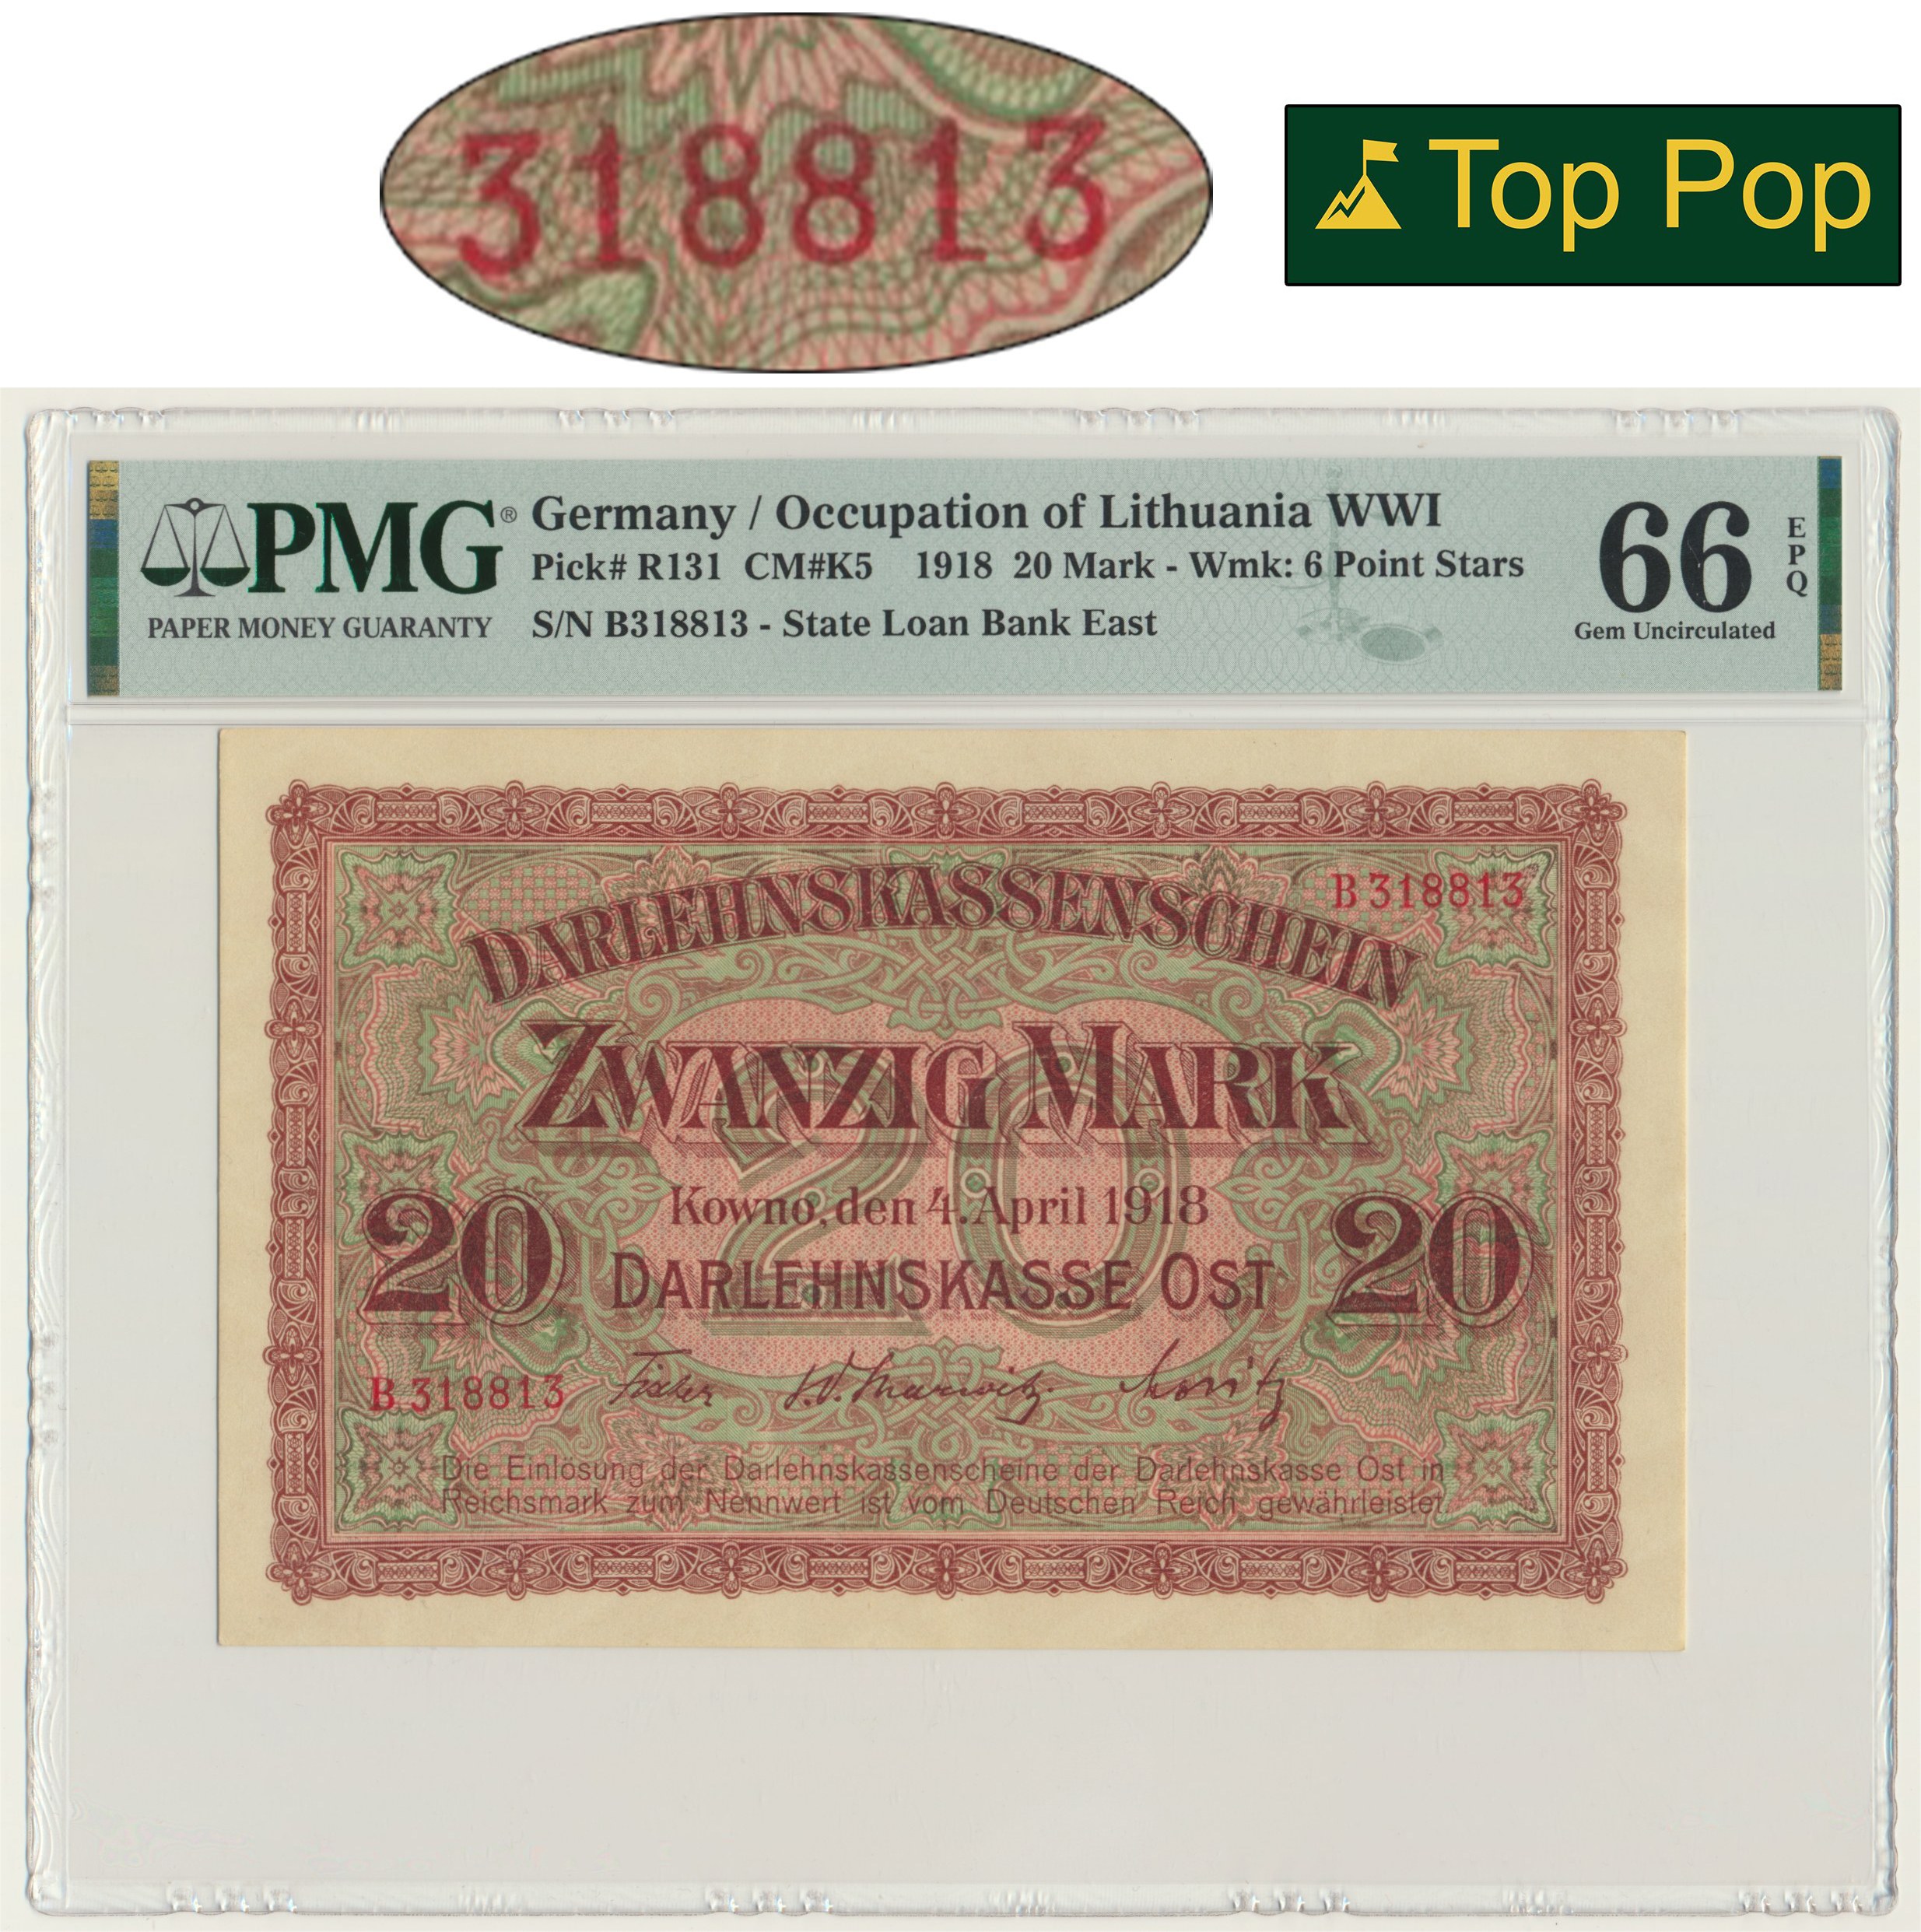 318813
Top Pop
PMG® Germany / Occupation of Lithuania WWI
Pick# R131 CM#K5 1918 20 Mark - Wmk: 6 Point Stars
PAPER MONEY GUARANTY S/N B318813 - State Loan Bank East
66 EPQ
Gem Uncirculated
B 318813
DARLEHNSKASSENSCHEIN
ZWANZIG MARK
20
Kowno, den 4. April 1918
20 DARLEHNSKASSE OST 20
B 318813
Die Einlösung der Darlehnskassenscheine der Darlehnskasse Ost in
Reichsmark zum Nennwert ist vom Deutschen Reich gewährleistet.